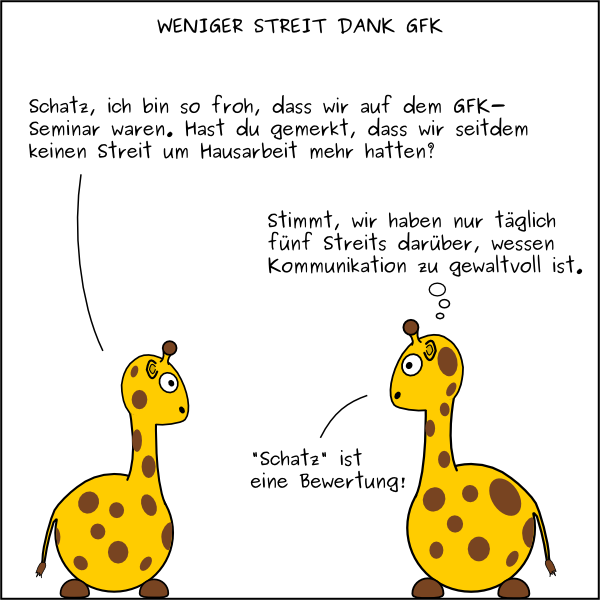 WENIGER STREIT DANK GFK
Schatz, ich bin so froh, dass wir auf dem GFK-
Seminar waren. Hast du gemerkt, dass wir seitdem
keinen Streit um Hausarbeit mehr hatten?
Stimmt, wir haben nur täglich
fünf Streits darüber, wessen
Kommunikation zu gewaltvoll ist.
"Schatz" ist
eine Bewertung!